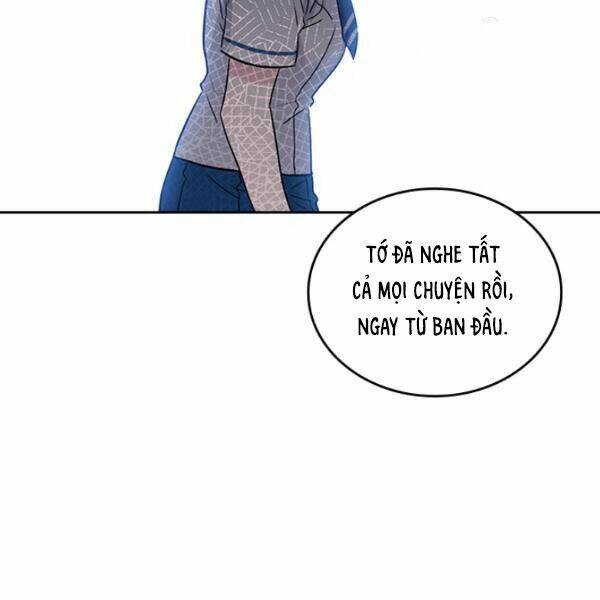 TỚ ĐÃ NGHE TẤT
CẢ MỌI CHUYỆN RỒI,
NGAY TỪ BAN ĐẦU.